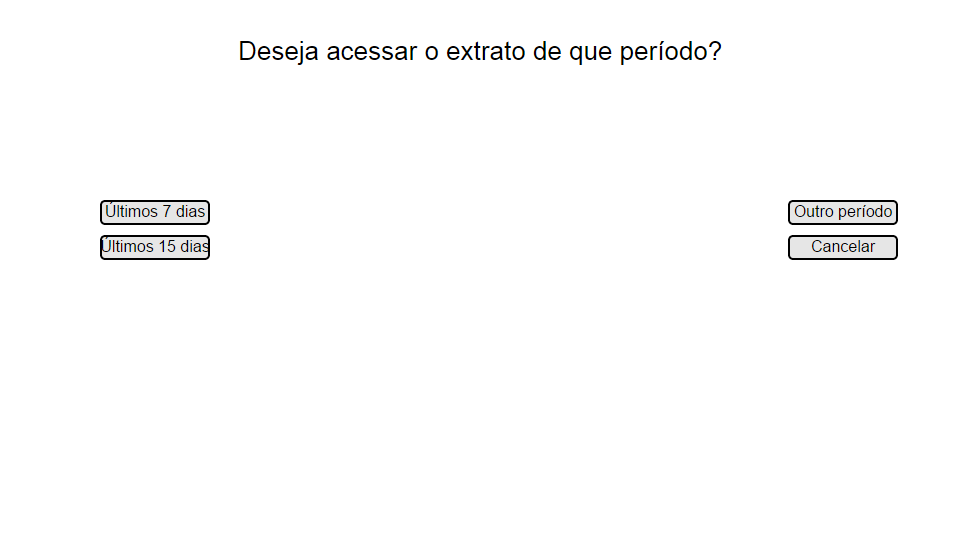 Deseja acessar o extrato de que período?
Últimos 7 dias
Outro período
Últimos 15 dias
Cancelar